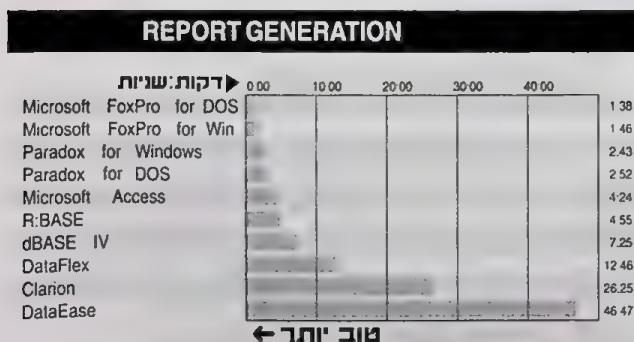 REPORT GENERATION
דקות:שניות 0:00 10:00 20:00 30:00 40:00
Microsoft FoxPro for DOS 1:38
Microsoft FoxPro for Win 1:46
Paradox for Windows 2.43
Paradox for DOS 2:52
Microsoft Access 4:24
R:BASE 4:55
dBASE IV 7.25
DataFlex 12:46
Clarion 26.25
DataEase 46:47
טוב יותר ←